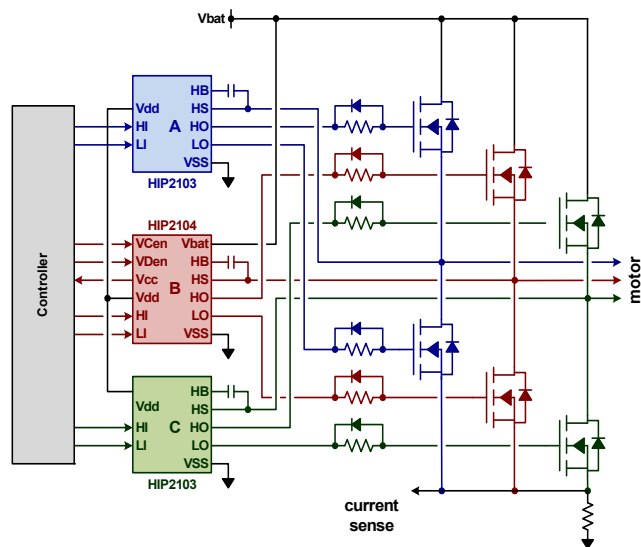 Vbat
Controller
HB
Vdd
HS
A
HI
HO
LI
LO
VSS
HIP2103
HIP2104
VCen
Vbat
VDen
HB
Vcc
HS
B
Vdd
HO
HI
LO
LI
VSS
HB
Vdd
HS
C
HI
HO
LI
LO
VSS
HIP2103
motor
current
sense